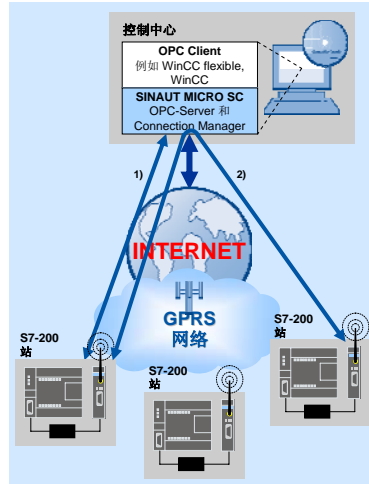 控制中心
OPC Client
例如 WinCC flexible,
WinCC
SINAUT MICRO SC
OPC-Server 和
Connection Manager
1)
2)
INTERNET
GPRS
网络
S7-200
站
S7-200
站
S7-200
站